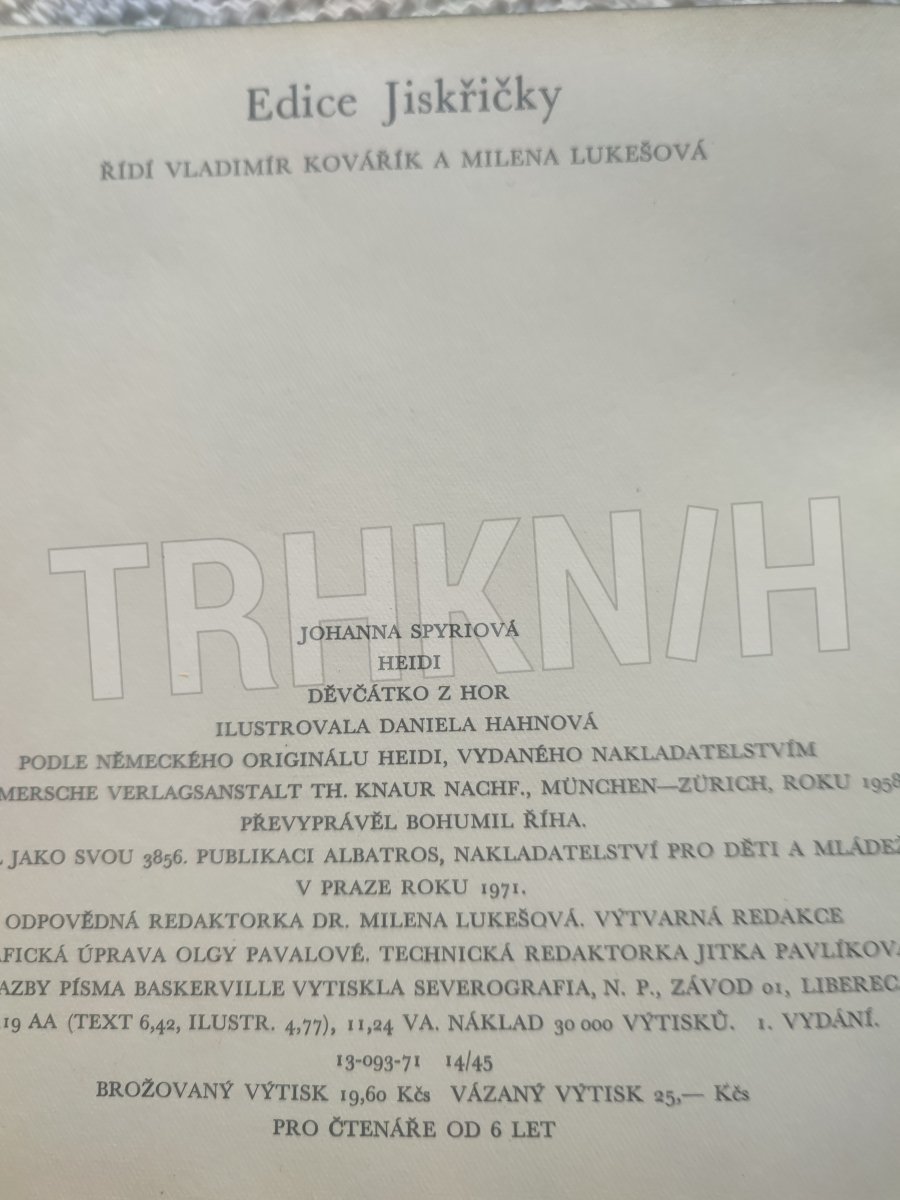 Edice Jiskřičky
ŘÍDÍ VLADIMÍR KOVÁŘÍK A MILENA LUKEŠOVÁ
TRHKNIH
JOHANNA SPYRIOVÁ
HEIDI
DĚVČÁTKO Z HOR
ILUSTROVALA DANIELA HAHNOVÁ
PODLE NĚMECKÉHO ORIGINÁLU HEIDI, VYDANÉHO NAKLADATELSTVÍM
MERSCHE VERLAGSANSTALT TH. KNAUR NACHF., MÜNCHEN—ZÜRICH, ROKU 1958
PŘEVYPRÁVĚL BOHUMIL ŘÍHA.
JAKO SVOU 3856. PUBLIKACI ALBATROS, NAKLADATELSTVÍ PRO DĚTI A MLÁDEŽ
V PRAZE ROKU 1971.
ODPOVĚDNÁ REDAKTORKA DR. MILENA LUKEŠOVÁ. VÝTVARNÁ REDAKCE
AFICKÁ ÚPRAVA OLGY PAVALOVÉ. TECHNICKÁ REDAKTORKA JITKA PAVLÍKOVÁ
AZBY PÍSMA BASKERVILLE VYTISKLA SEVEROGRAFIA, N. P., ZÁVOD 01, LIBEREC
19 AA (TEXT 6,42, ILUSTR. 4,77), 11,24 VA. NÁKLAD 30 000 VÝTISKŮ. 1. VYDÁNÍ.
13-093-71 14/45
BROŽOVANÝ VÝTISK 19,60 Kčs VÁZANÝ VÝTISK 25,— Kčs
PRO ČTENÁŘE OD 6 LET